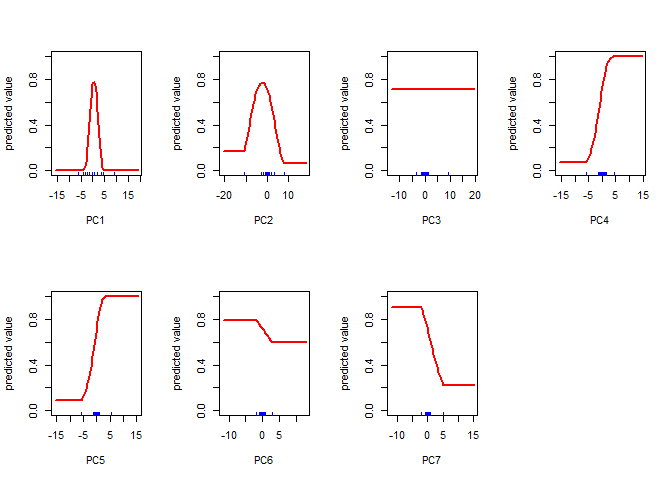 predicted value
0.0 0.4 0.8
-15 -5 0 5 15
PC1
predicted value
0.0 0.4 0.8
-20 0 10
PC2
predicted value
0.0 0.4 0.8
-10 0 10 20
PC3
predicted value
0.0 0.4 0.8
-15 -5 5 15
PC4
predicted value
0.0 0.4 0.8
-15 -5 5 15
PC5
predicted value
0.0 0.4 0.8
-10 0 5
PC6
predicted value
0.0 0.4 0.8
-10 0 5 15
PC7